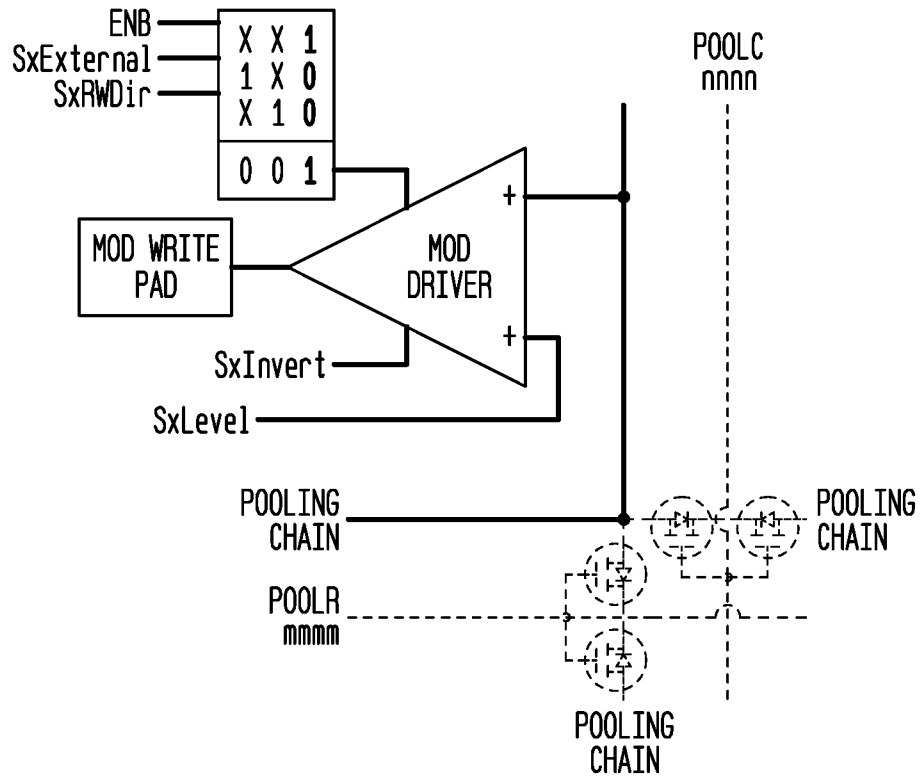 ENB
SxExternal
SxRWDir
X X 1
1 X 0
X 1 0
0 0 1
POOLC
nnnn
+
MOD WRITE
PAD
MOD
DRIVER
+
SxInvert
SxLevel
POOLING
CHAIN
POOLING
CHAIN
POOLR
mmmm
POOLING
CHAIN